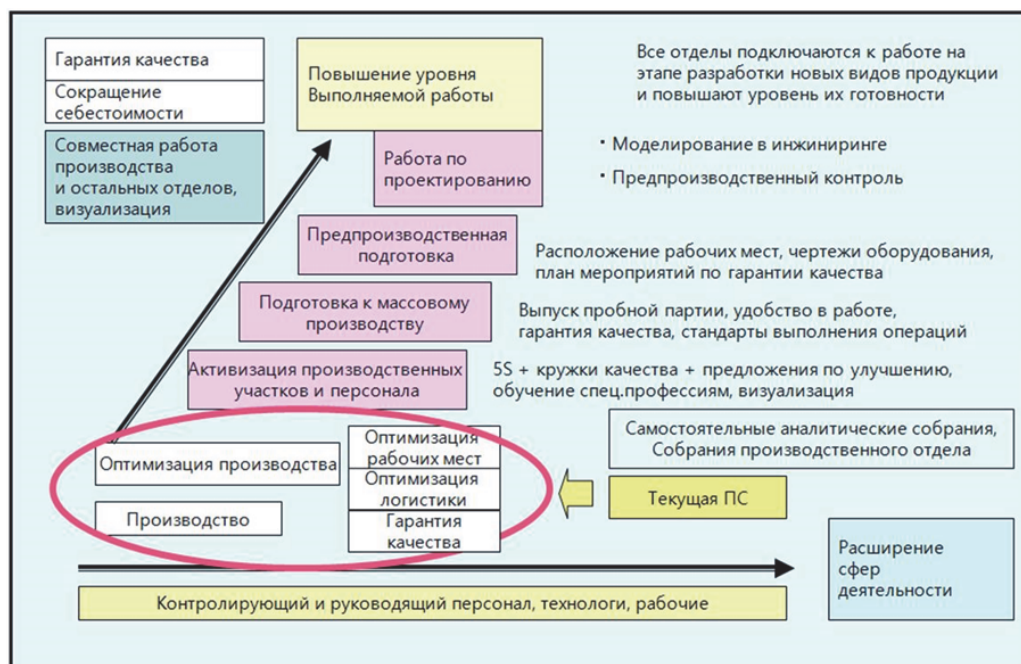 Гарантия качества
Сокращение
себестоимости
Совместная работа
производства
и остальных отделов,
визуализация
Повышение уровня
Выполняемой работы
Все отделы подключаются к работе на
этапе разработки новых видов продукции
и повышают уровень их готовности
· Моделирование в инжиниринге
· Предпроизводственный контроль
Работа по
проектированию
Предпроизводственная
подготовка
Расположение рабочих мест, чертежи оборудования,
план мероприятий по гарантии качества
Подготовка к массовому
производству
Выпуск пробной партии, удобство в работе,
гарантия качества, стандарты выполнения операций
Активизация производственных
участков и персонала
5S + кружки качества + предложения по улучшению,
обучение спец.профессиям, визуализация
Оптимизация производства
Производство
Оптимизация
рабочих мест
Оптимизация
логистики
Гарантия
качества
Самостоятельные аналитические собрания,
Собрания производственного отдела
Текущая ПС
Расширение
сфер
деятельности
Контролирующий и руководящий персонал, технологи, рабочие